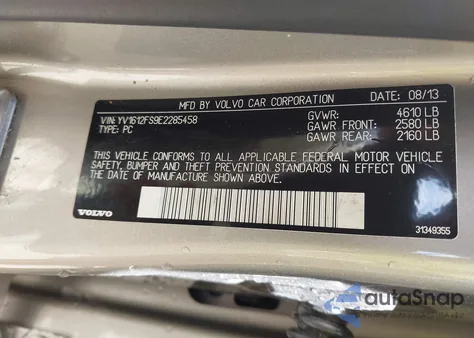 MFD BY VOLVO CAR CORPORATION DATE: 08/13
VIN: YV1612FS9E2285458 GVWR: 4610 LB
TYPE: PC GAWR FRONT: 2580 LB
GAWR REAR: 2160 LB
THIS VEHICLE CONFORMS TO ALL APPLICABLE FEDERAL MOTOR VEHICLE
SAFETY, BUMPER AND THEFT PREVENTION STANDARDS IN EFFECT ON
THE DATE OF MANUFACTURE SHOWN ABOVE.
VOLVO 31349355
autoSnap